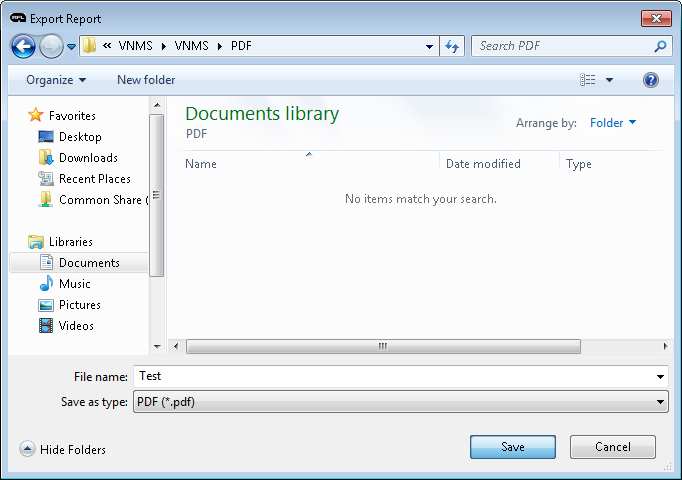 RFL Export Report
« VNMS VNMS PDF Search PDF
Organize New folder ?
Favorites
Desktop
Downloads
Recent Places
Common Share (
Libraries
Documents
Music
Pictures
Videos
Documents library
PDF
Arrange by: Folder
Name Date modified Type
No items match your search.
File name: Test
Save as type: PDF (*.pdf)
Hide Folders Save Cancel